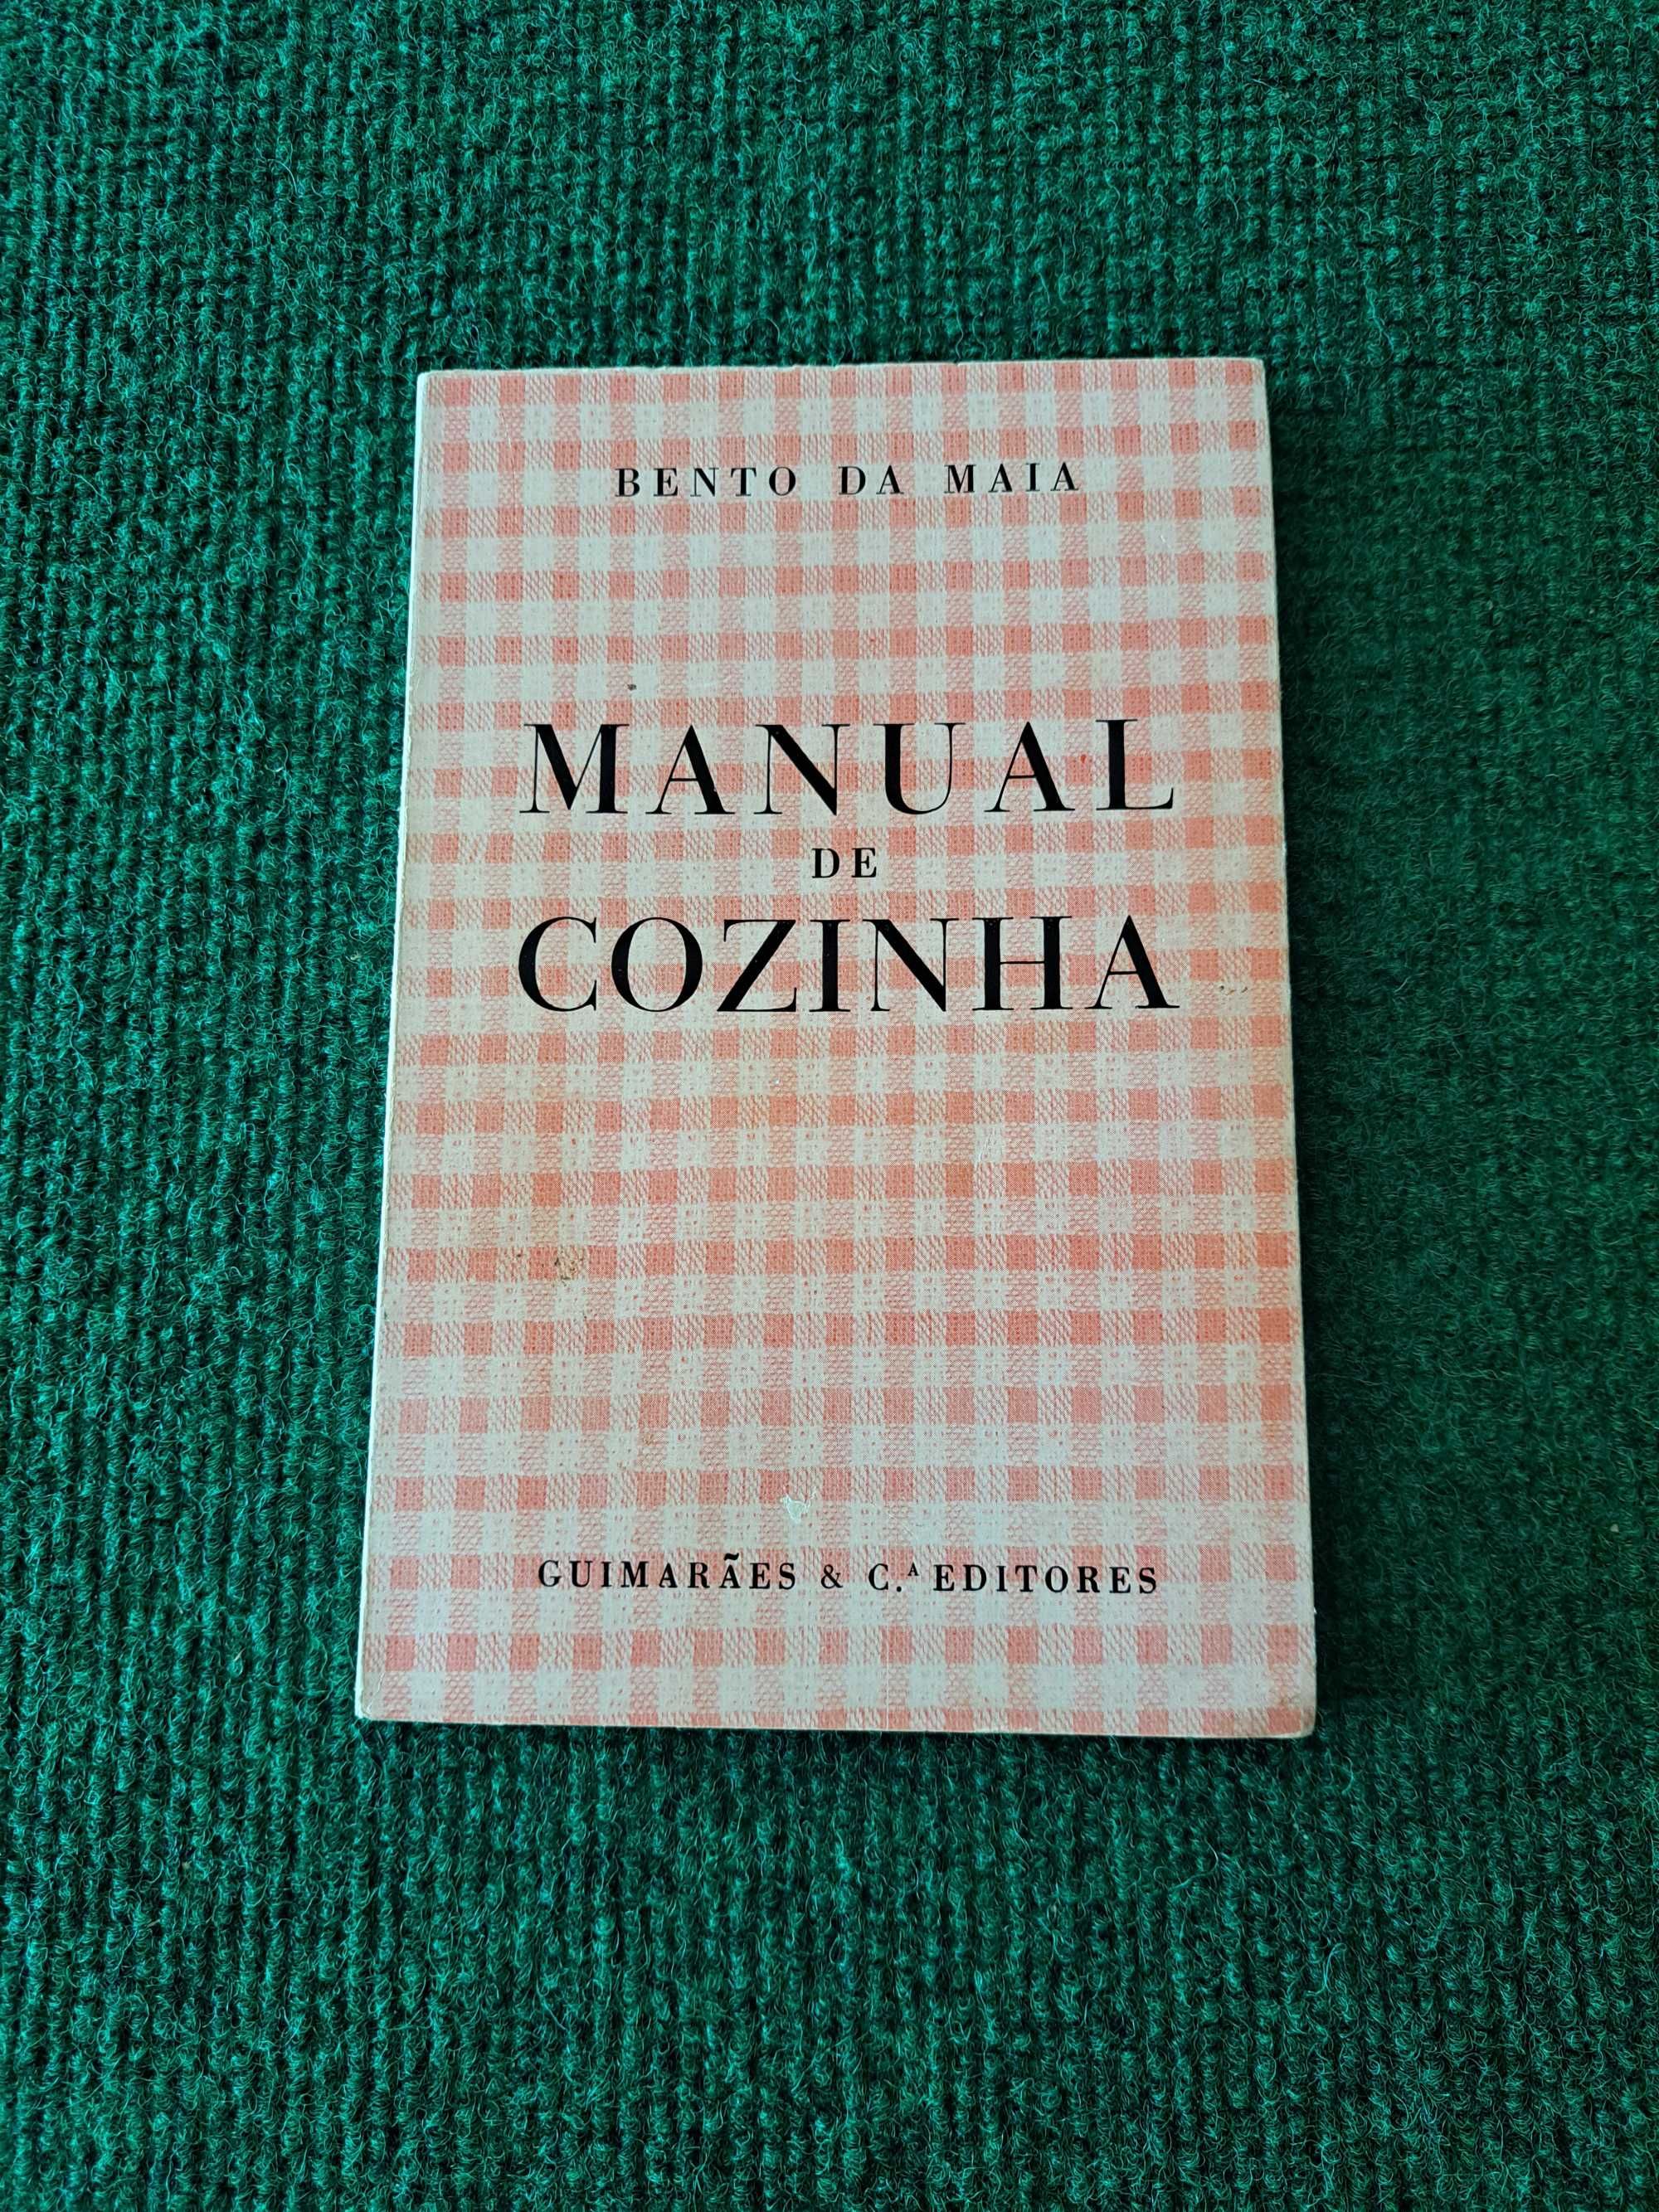 BENTO DA MAIA
MANUAL
DE
COZINHA
GUIMARÃES & C.ᴬ EDITORES